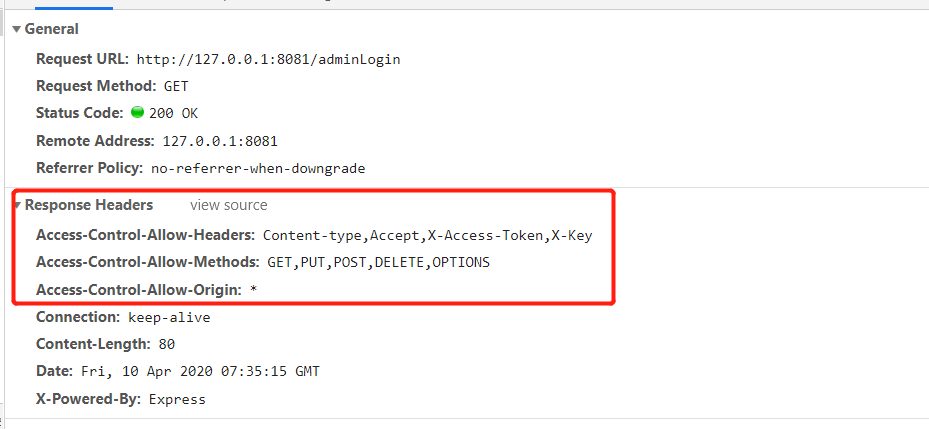 General
Request URL: http://127.0.0.1:8081/adminLogin
Request Method: GET
Status Code: 200 OK
Remote Address: 127.0.0.1:8081
Referrer Policy: no-referrer-when-downgrade
Response Headers view source
Access-Control-Allow-Headers: Content-type,Accept,X-Access-Token,X-Key
Access-Control-Allow-Methods: GET,PUT,POST,DELETE,OPTIONS
Access-Control-Allow-Origin: *
Connection: keep-alive
Content-Length: 80
Date: Fri, 10 Apr 2020 07:35:15 GMT
X-Powered-By: Express